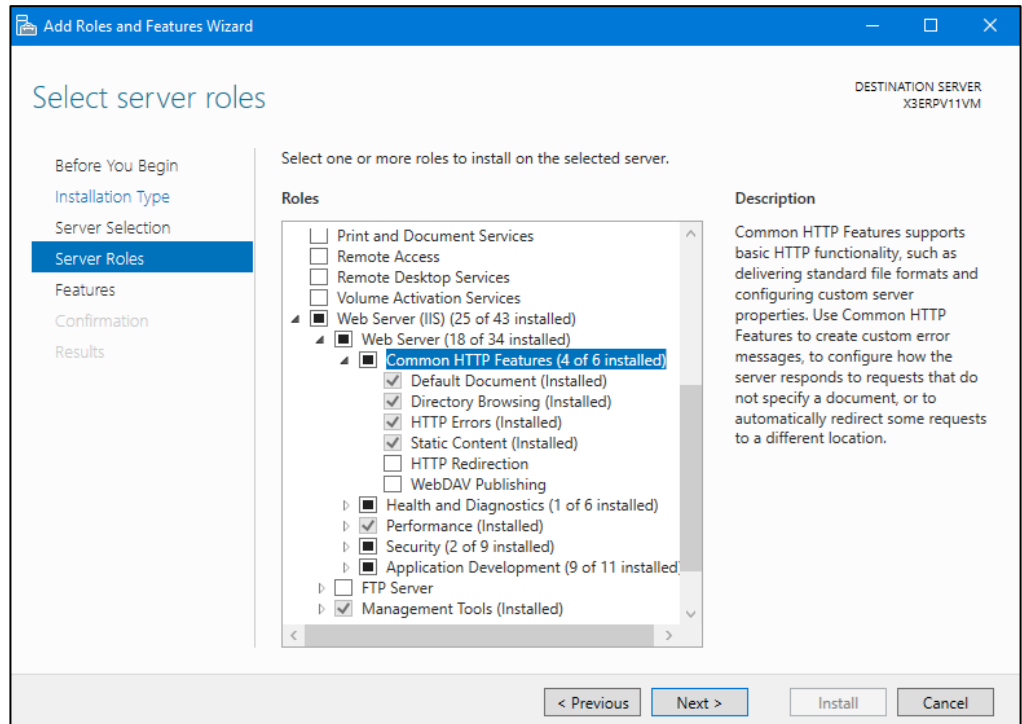 Add Roles and Features Wizard
Select server roles
DESTINATION SERVER
X3ERPV11VM
Before You Begin
Installation Type
Server Selection
Server Roles
Features
Confirmation
Results
Select one or more roles to install on the selected server.
Roles
Print and Document Services
Remote Access
Remote Desktop Services
Volume Activation Services
Web Server (IIS) (25 of 43 installed)
Web Server (18 of 34 installed)
Common HTTP Features (4 of 6 installed)
Default Document (Installed)
Directory Browsing (Installed)
HTTP Errors (Installed)
Static Content (Installed)
HTTP Redirection
WebDAV Publishing
Health and Diagnostics (1 of 6 installed)
Performance (Installed)
Security (2 of 9 installed)
Application Development (9 of 11 installed)
FTP Server
Management Tools (Installed)
Description
Common HTTP Features supports
basic HTTP functionality, such as
delivering standard file formats and
configuring custom server
properties. Use Common HTTP
Features to create custom error
messages, to configure how the
server responds to requests that do
not specify a document, or to
automatically redirect some requests
to a different location.
< Previous
Next >
Install
Cancel